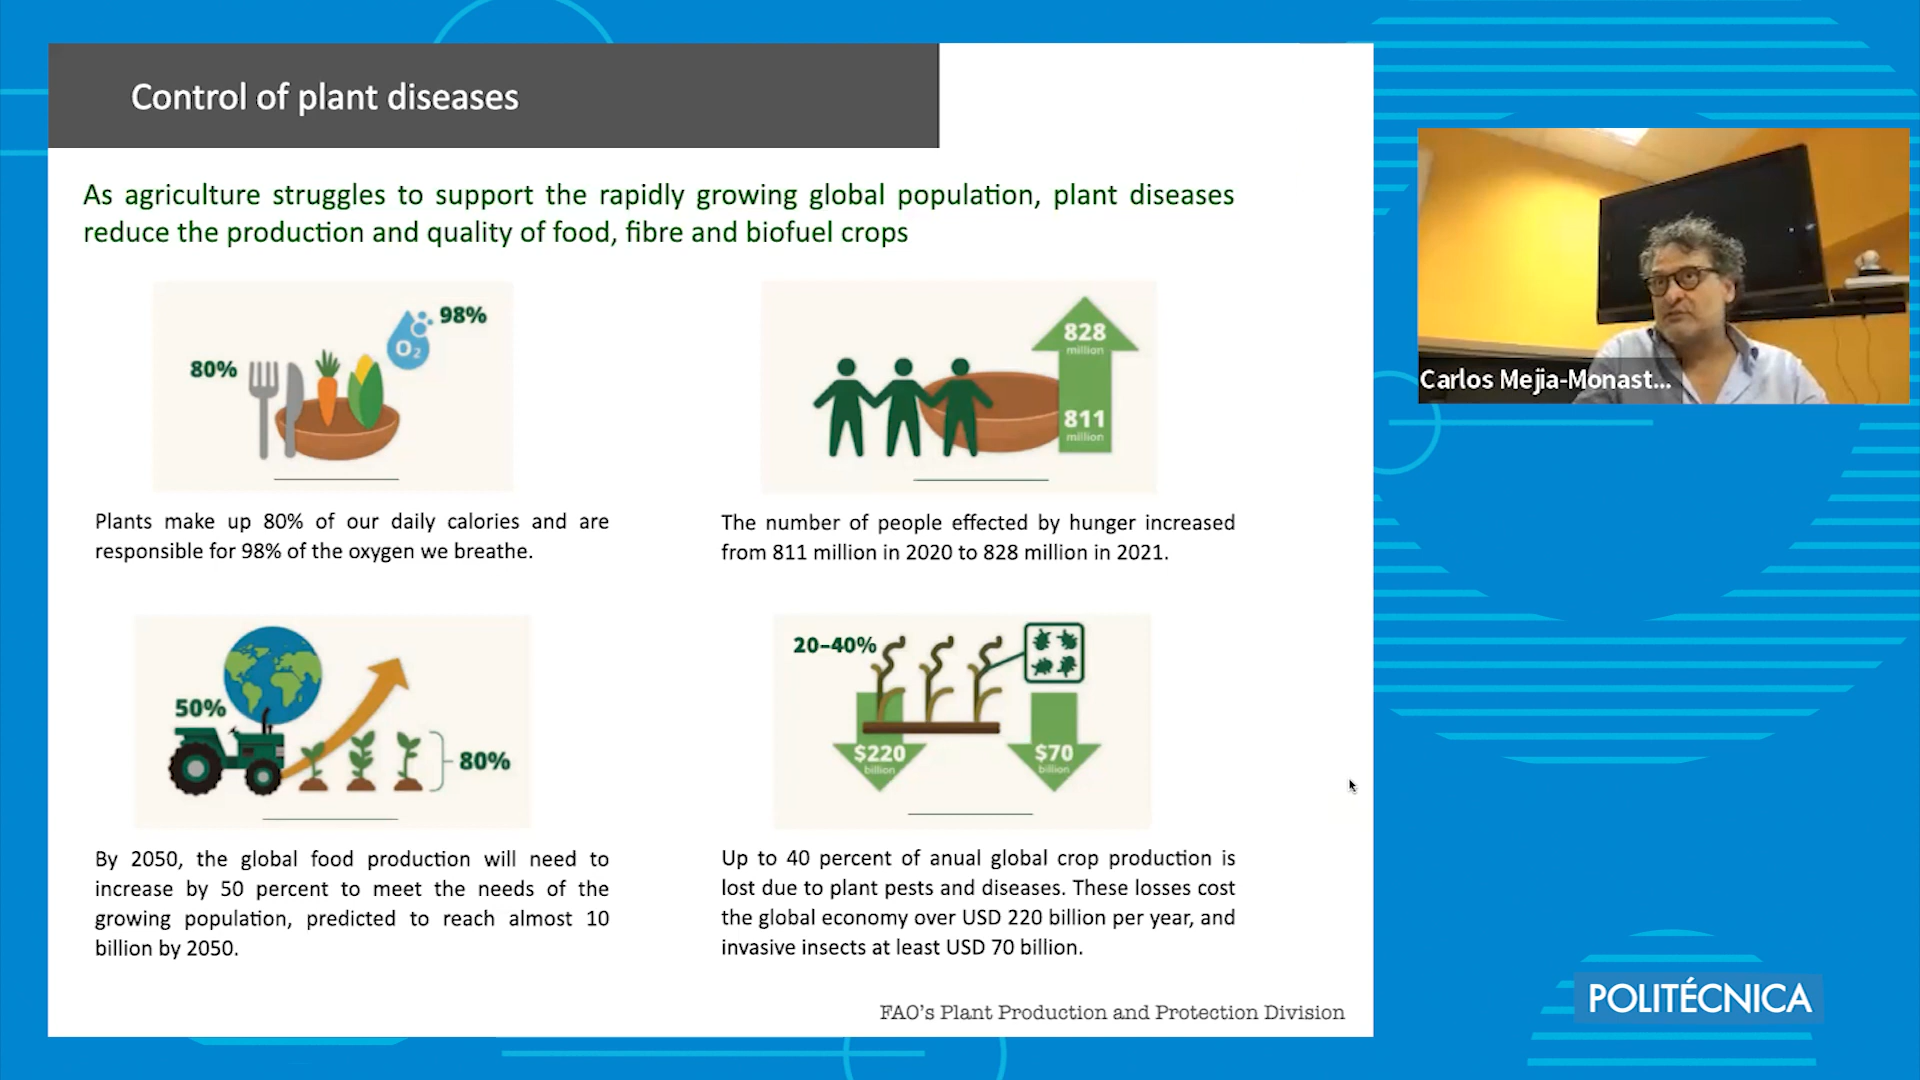 Control of plant diseases
As agriculture struggles to support the rapidly growing global population, plant diseases
reduce the production and quality of food, fibre and biofuel crops
98%
O2
80%
Plants make up 80% of our daily calories and are
responsible for 98% of the oxygen we breathe.
828
million
811
million
The number of people effected by hunger increased
from 811 million in 2020 to 828 million in 2021.
50%
80%
By 2050, the global food production will need to
increase by 50 percent to meet the needs of the
growing population, predicted to reach almost 10
billion by 2050.
20–40%
$220
billion
$70
billion
Up to 40 percent of anual global crop production is
lost due to plant pests and diseases. These losses cost
the global economy over USD 220 billion per year, and
invasive insects at least USD 70 billion.
FAO’s Plant Production and Protection Division
Carlos Mejia-Monast...
POLITÉCNICA